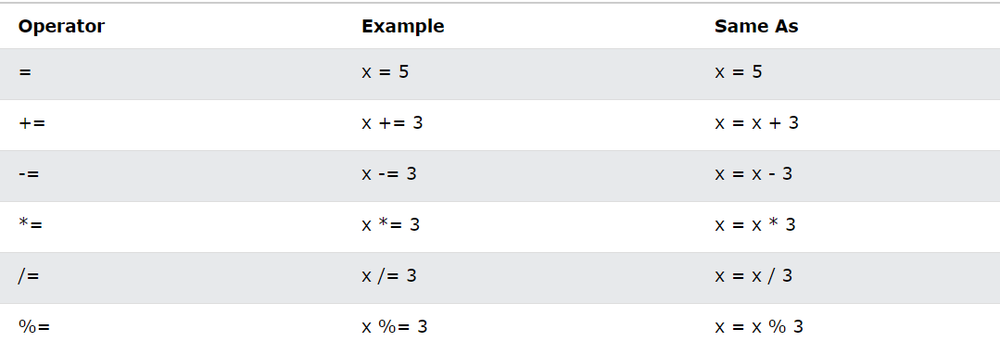 Operator Example Same As
= x = 5 x = 5
+= x += 3 x = x + 3
-= x -= 3 x = x - 3
*= x *= 3 x = x * 3
/= x /= 3 x = x / 3
%= x %= 3 x = x % 3